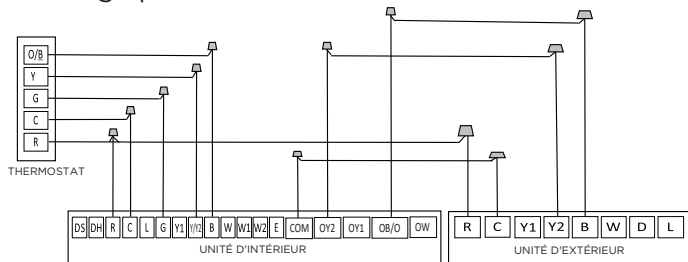 O/B
Y
G
C
R
THERMOSTAT
DS DH R C L G Y1 Y/Y2 B W W1 W2 E COM OY2 OY1 OB/O OW
UNITÉ D'INTÉRIEUR
R C Y1 Y2 B W D L
UNITÉ D'EXTÉRIEUR